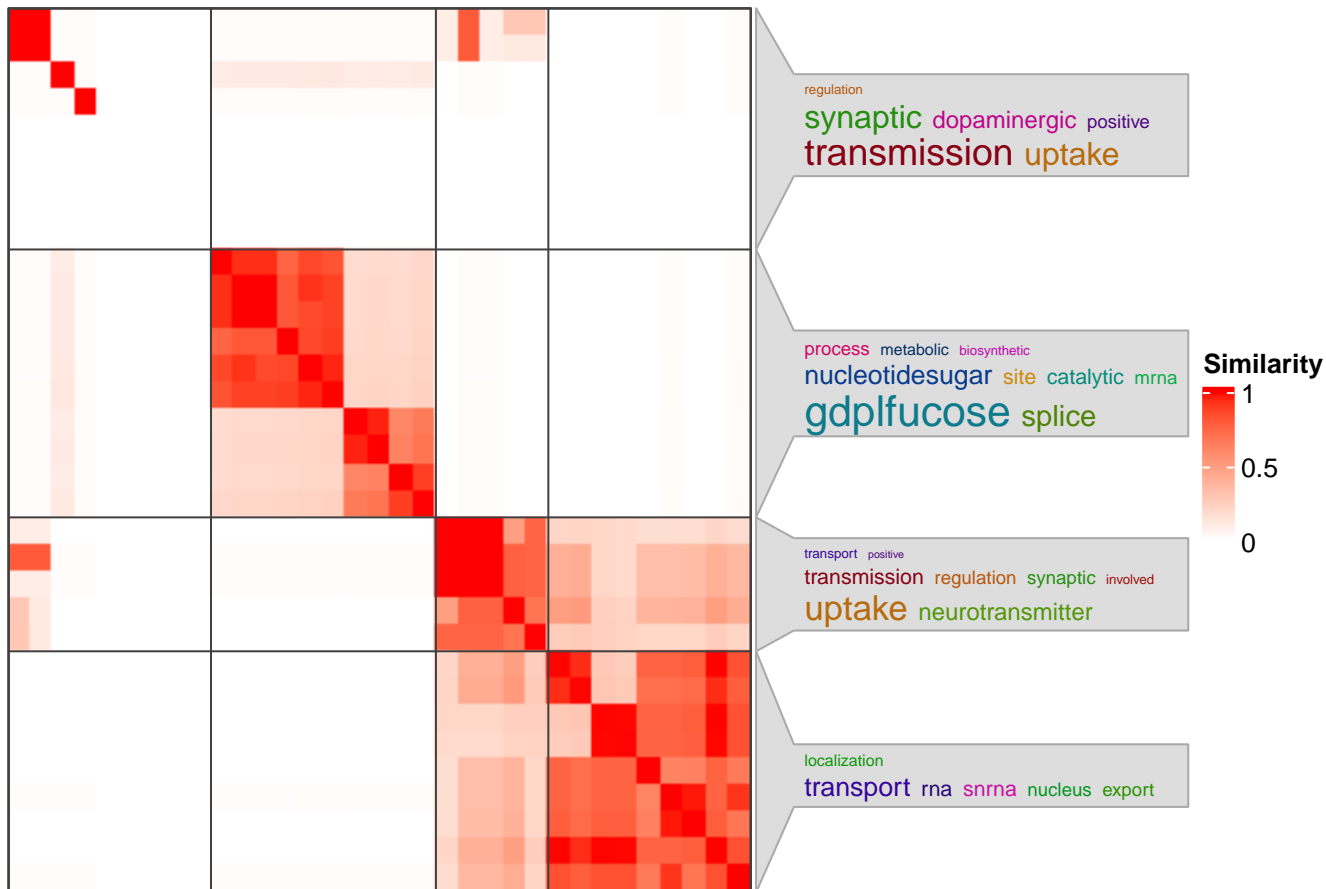 regulation
synaptic dopaminergic positive
transmission uptake
process metabolic biosynthetic
nucleotidesugar site catalytic mrna
gdplfucose splice
transport positive
transmission regulation synaptic involved
uptake neurotransmitter
localization
transport rna snrna nucleus export
Similarity
1
0.5
0